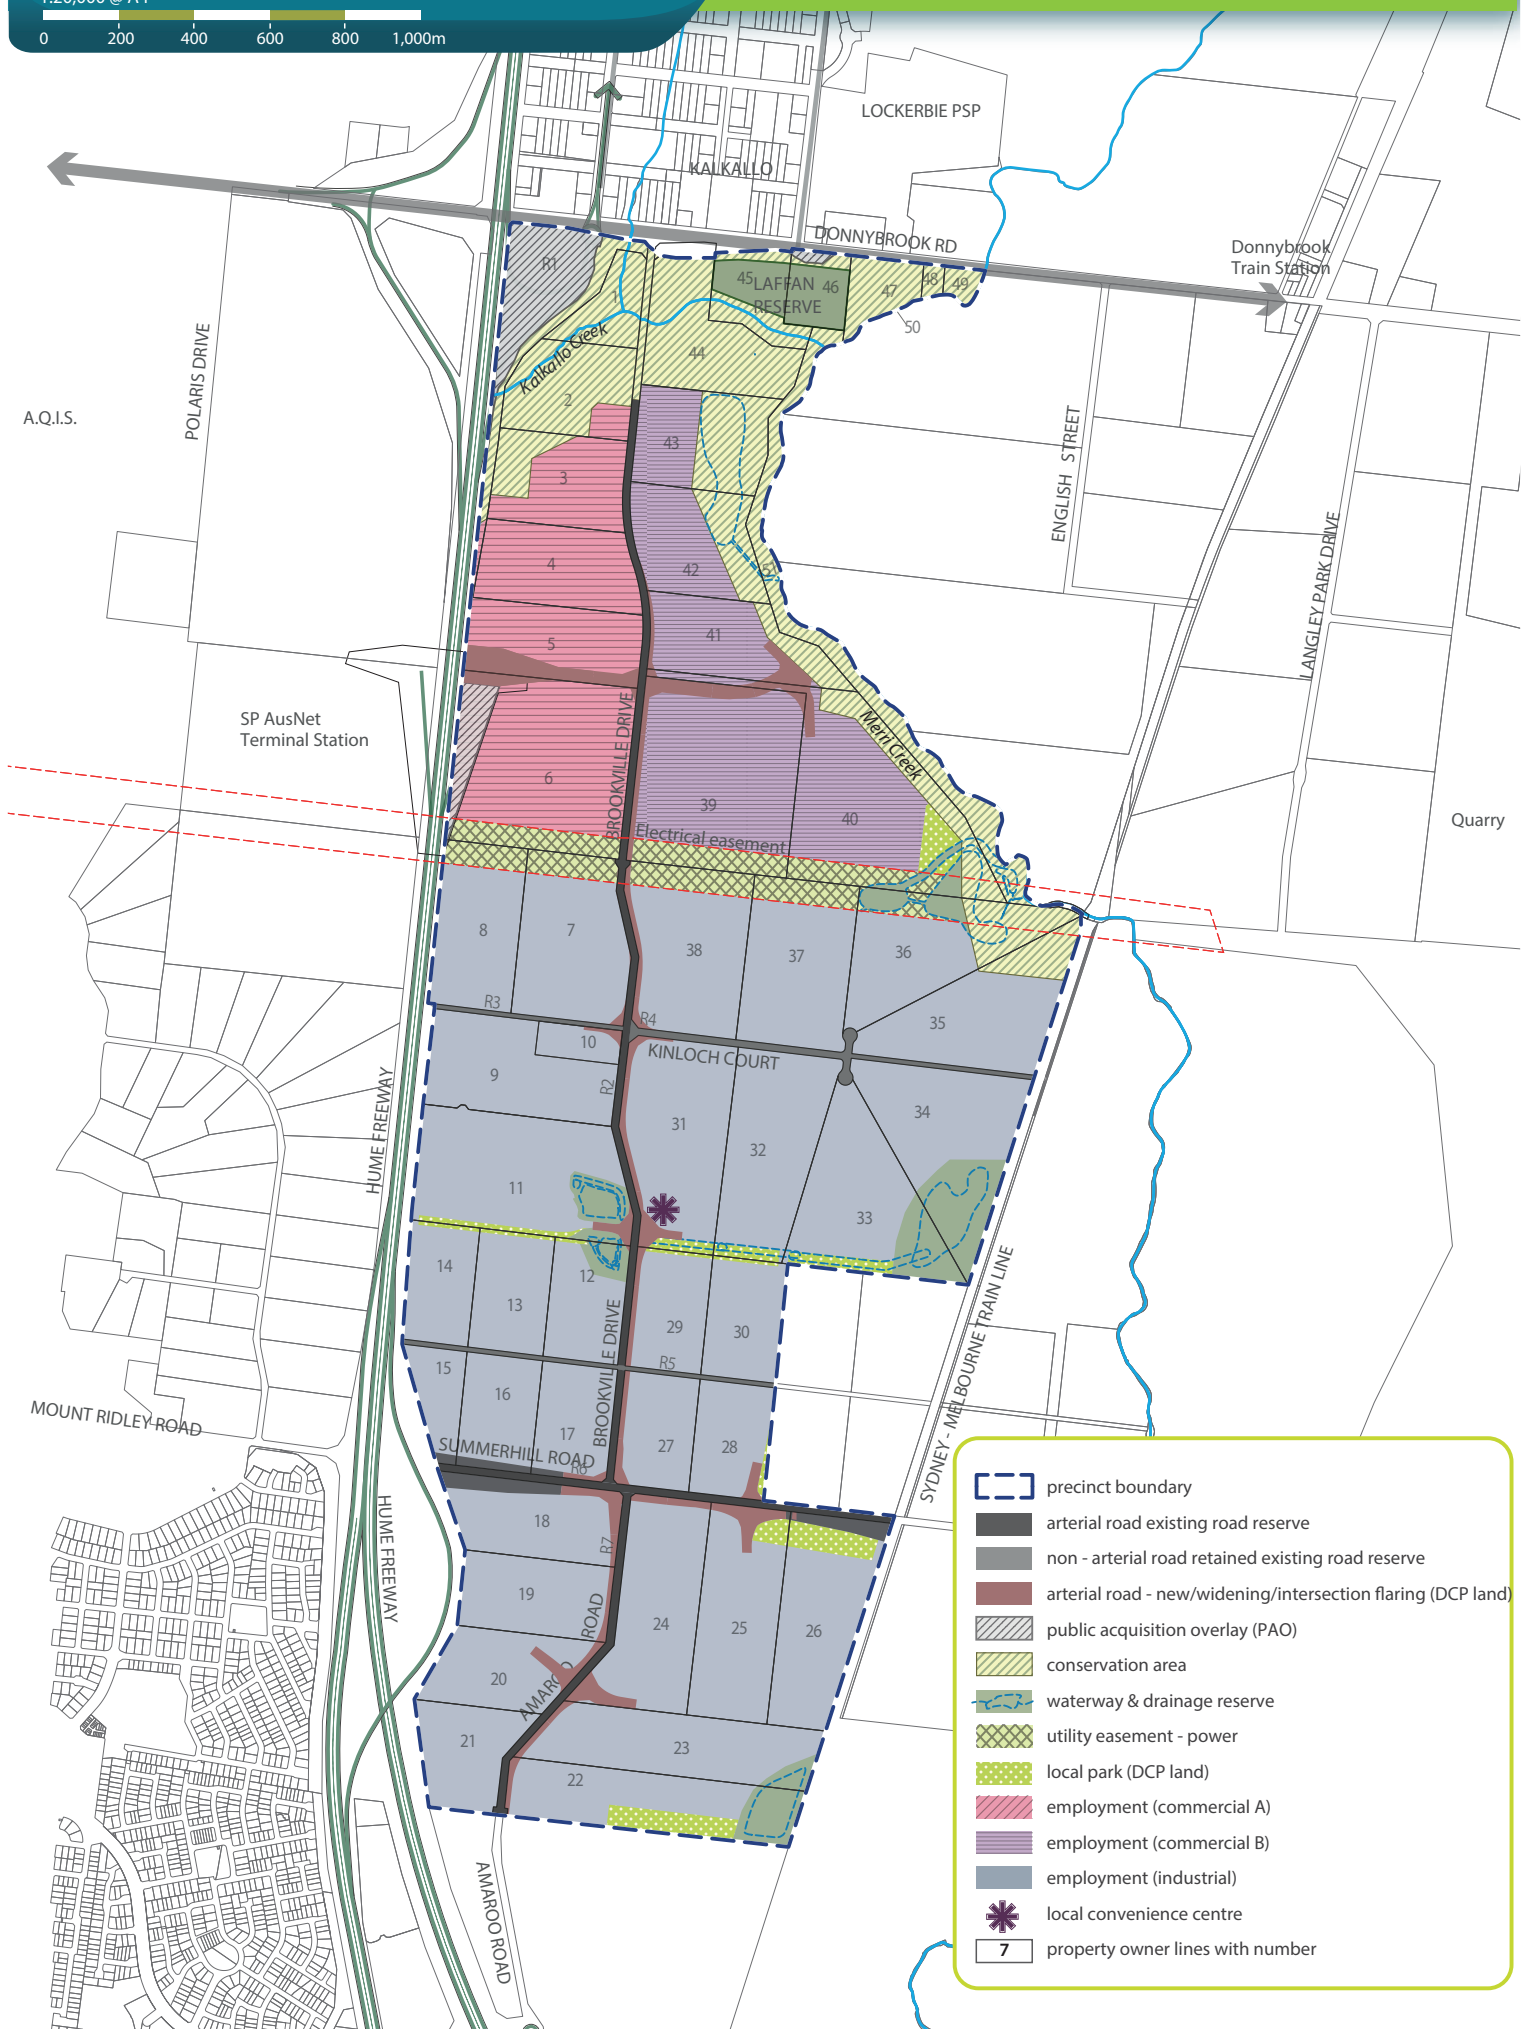 0 200 400 600 800 1,000m
LOCKERBIE PSP
KALKALLO
DONNYBROOK RD
Donnybrook
Train Station
R1
1
45
LAFFAN
RESERVE
46
47
48
49
50
POLARIS DRIVE
Kalkallo Creek
44
A.Q.I.S.
2
43
ENGLISH STREET
3
LANGLEY PARK DRIVE
4
42
5
41
SP AusNet
Terminal Station
BROOKVILLE DRIVE
Merri Creek
6
39
40
Electrical easement
Quarry
8
7
38
37
36
R3
R4
35
10
KINLOCH COURT
9
R2
HUME FREEWAY
31
32
34
11
33
14
12
13
BROOKVILLE DRIVE
29
30
SYDNEY - MELBOURNE TRAIN LINE
15
R5
16
MOUNT RIDLEY ROAD
17
SUMMERHILL ROAD
R6
27
28
HUME FREEWAY
18
R7
19
24
25
26
20
AMAROO ROAD
21
23
22
AMAROO ROAD
precinct boundary
arterial road existing road reserve
non - arterial road retained existing road reserve
arterial road - new/widening/intersection flaring (DCP land)
public acquisition overlay (PAO)
conservation area
waterway & drainage reserve
utility easement - power
local park (DCP land)
employment (commercial A)
employment (commercial B)
employment (industrial)
local convenience centre
7 property owner lines with number